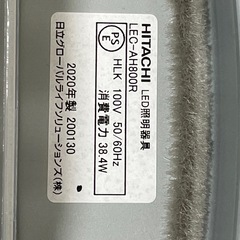 HITACHI
LED照明器具
LEC-AH800R
PS
E
HLK 100V 50/60Hz
消費電力 38.4W
2020年製 200130
日立グローバルライフソリューションズ(株)